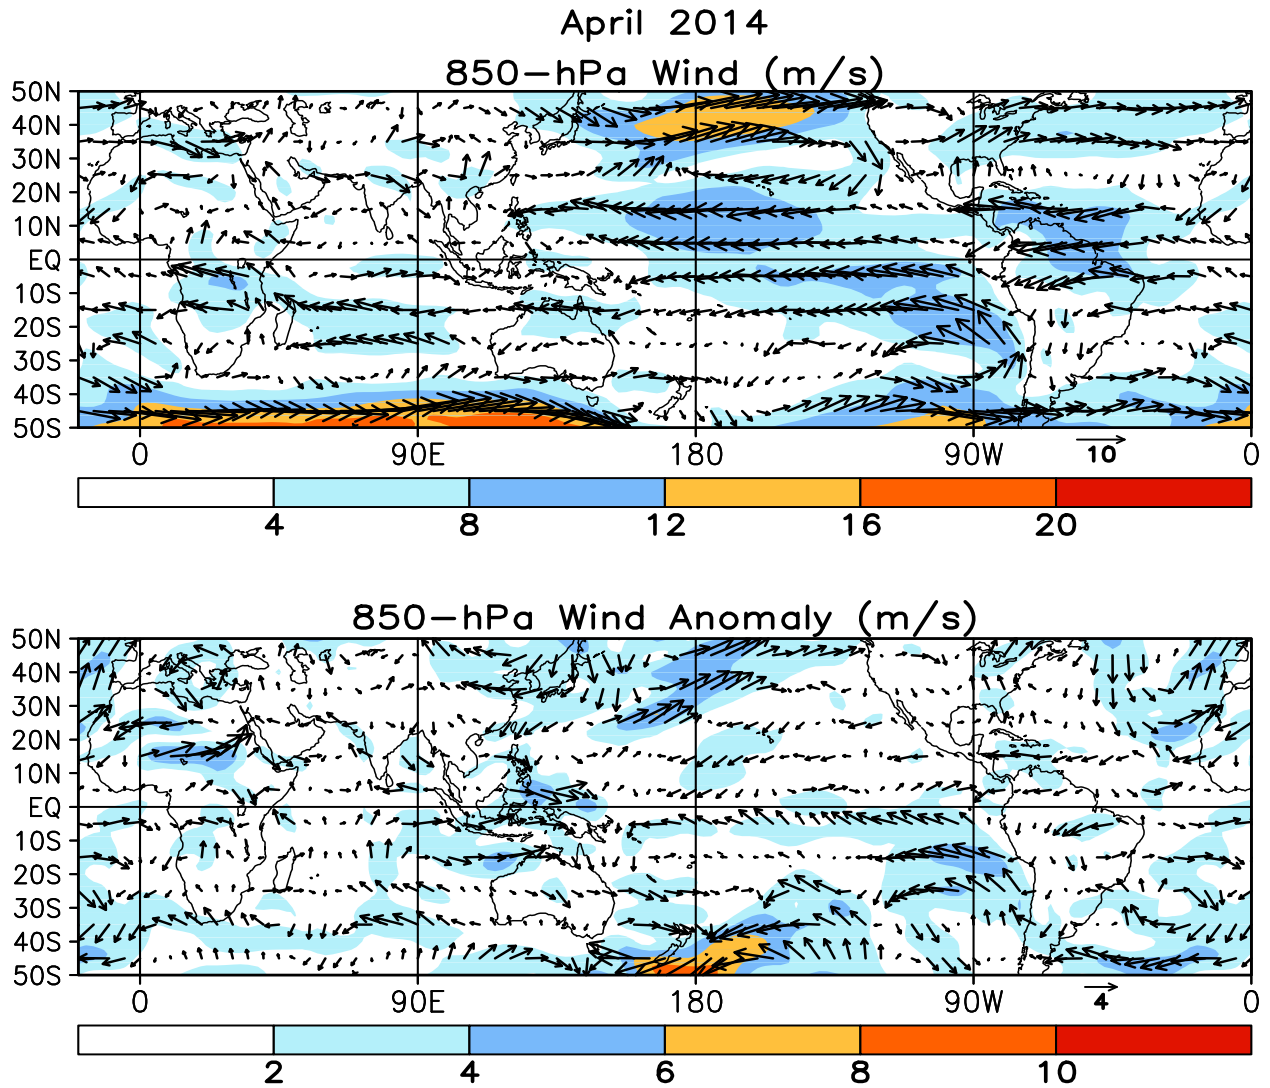 April 2014
850-hPa Wind (m/s)
50N
40N
30N
20N
10N
EQ
10S
20S
30S
40S
50S
0 90E 180 90W 0
10
4 8 12 16 20
850-hPa Wind Anomaly (m/s)
50N
40N
30N
20N
10N
EQ
10S
20S
30S
40S
50S
0 90E 180 90W 0
4
2 4 6 8 10